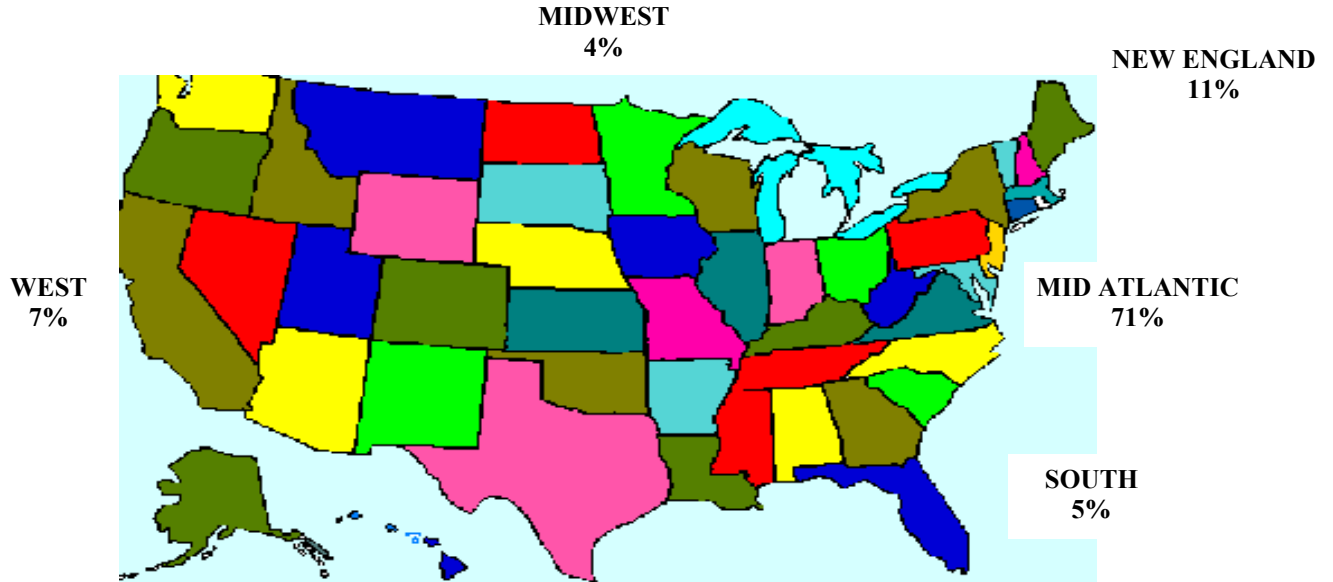 MIDWEST
4%
NEW ENGLAND
11%
WEST
7%
MID ATLANTIC
71%
SOUTH
5%